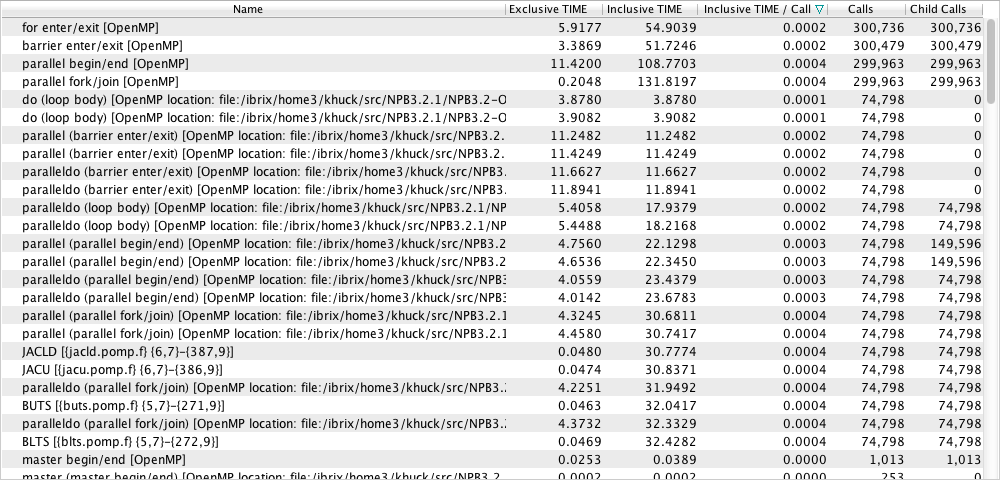 Name Exclusive TIME Inclusive TIME Inclusive TIME / Call ▽ Calls Child Calls
for enter/exit [OpenMP] 5.9177 54.9039 0.0002 300,736 300,736
barrier enter/exit [OpenMP] 3.3869 51.7246 0.0002 300,479 300,479
parallel begin/end [OpenMP] 11.4200 108.7703 0.0004 299,963 299,963
parallel fork/join [OpenMP] 0.2048 131.8197 0.0004 299,963 299,963
do (loop body) [OpenMP location: file:/ibrix/home3/khuck/src/NPB3.2.1/NPB3.2-O 3.8780 3.8780 0.0001 74,798 0
do (loop body) [OpenMP location: file:/ibrix/home3/khuck/src/NPB3.2.1/NPB3.2-O 3.9082 3.9082 0.0001 74,798 0
parallel (barrier enter/exit) [OpenMP location: file:/ibrix/home3/khuck/src/NPB3.2. 11.2482 11.2482 0.0002 74,798 0
parallel (barrier enter/exit) [OpenMP location: file:/ibrix/home3/khuck/src/NPB3.2. 11.4249 11.4249 0.0002 74,798 0
paralleldo (barrier enter/exit) [OpenMP location: file:/ibrix/home3/khuck/src/NPB3. 11.6627 11.6627 0.0002 74,798 0
paralleldo (barrier enter/exit) [OpenMP location: file:/ibrix/home3/khuck/src/NPB3. 11.8941 11.8941 0.0002 74,798 0
paralleldo (loop body) [OpenMP location: file:/ibrix/home3/khuck/src/NPB3.2.1/NP 5.4058 17.9379 0.0002 74,798 74,798
paralleldo (loop body) [OpenMP location: file:/ibrix/home3/khuck/src/NPB3.2.1/NP 5.4488 18.2168 0.0002 74,798 74,798
parallel (parallel begin/end) [OpenMP location: file:/ibrix/home3/khuck/src/NPB3.2 4.7560 22.1298 0.0003 74,798 149,596
parallel (parallel begin/end) [OpenMP location: file:/ibrix/home3/khuck/src/NPB3.2 4.6536 22.3450 0.0003 74,798 149,596
paralleldo (parallel begin/end) [OpenMP location: file:/ibrix/home3/khuck/src/NPB3 4.0559 23.4379 0.0003 74,798 74,798
paralleldo (parallel begin/end) [OpenMP location: file:/ibrix/home3/khuck/src/NPB3 4.0142 23.6783 0.0003 74,798 74,798
parallel (parallel fork/join) [OpenMP location: file:/ibrix/home3/khuck/src/NPB3.2.1 4.3245 30.6811 0.0004 74,798 74,798
parallel (parallel fork/join) [OpenMP location: file:/ibrix/home3/khuck/src/NPB3.2.1 4.4580 30.7417 0.0004 74,798 74,798
JACLD [{jacld.pomp.f} {6,7}-{387,9}] 0.0480 30.7774 0.0004 74,798 74,798
JACU [{jacu.pomp.f} {6,7}-{386,9}] 0.0474 30.8371 0.0004 74,798 74,798
paralleldo (parallel fork/join) [OpenMP location: file:/ibrix/home3/khuck/src/NPB3. 4.2251 31.9492 0.0004 74,798 74,798
BUTS [{buts.pomp.f} {5,7}-{271,9}] 0.0463 32.0417 0.0004 74,798 74,798
paralleldo (parallel fork/join) [OpenMP location: file:/ibrix/home3/khuck/src/NPB3. 4.3732 32.3329 0.0004 74,798 74,798
BLTS [{blts.pomp.f} {5,7}-{272,9}] 0.0469 32.4282 0.0004 74,798 74,798
master begin/end [OpenMP] 0.0253 0.0389 0.0000 1,013 1,013
master (master begin/end) [OpenMP location: file:/ibrix/home3/khuck/src/NPB3.2 0.0002 0.0002 0.0000 253 0